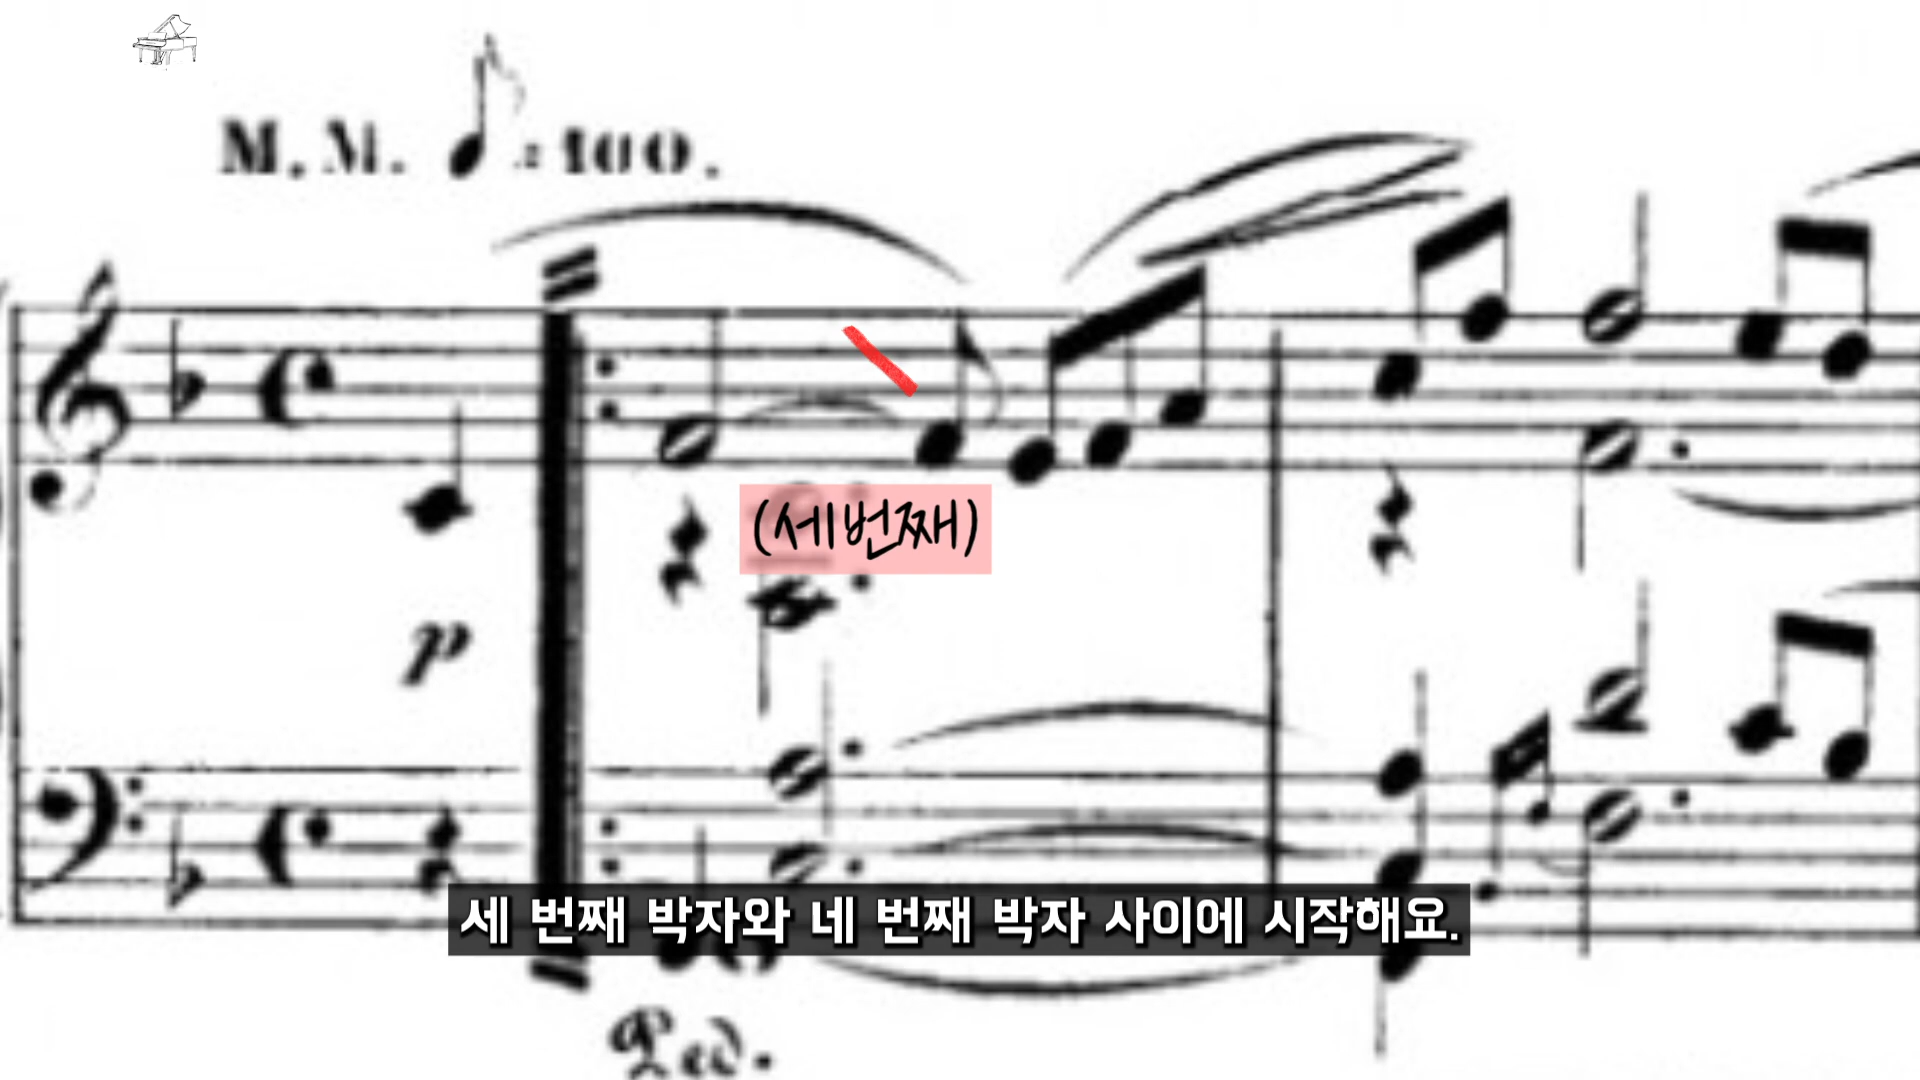 M. M. ♪ = 100.
(세번째)
p
세 번째 박자와 네 번째 박자 사이에 시작해요.
Ped.